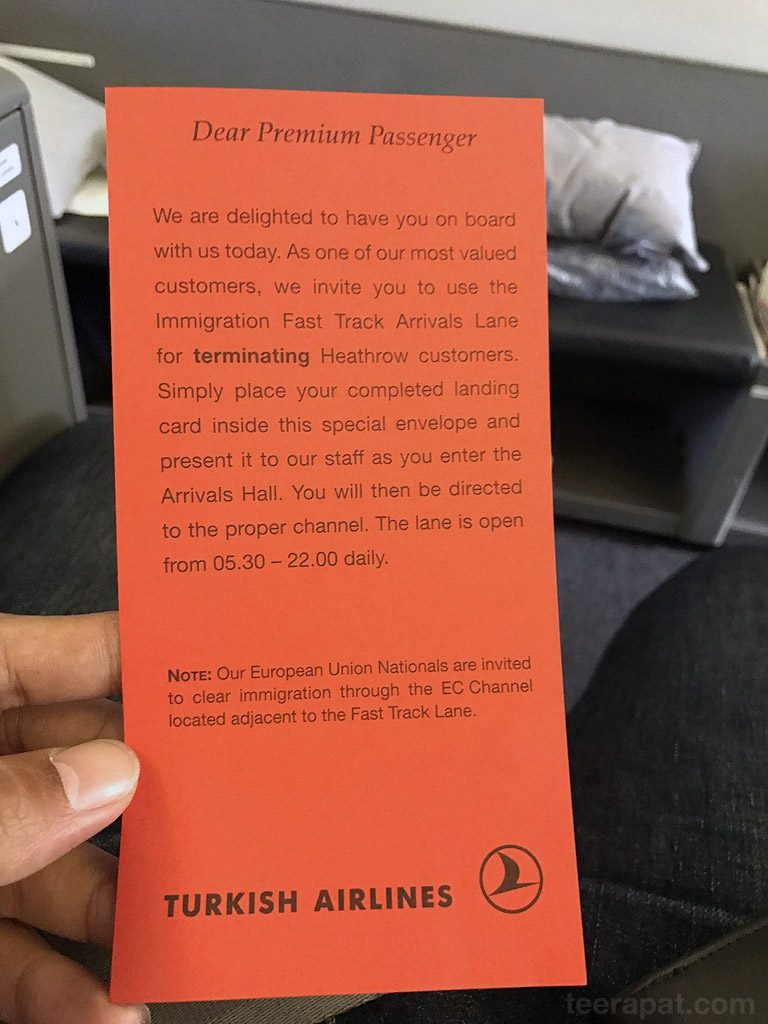 Dear Premium Passenger
We are delighted to have you on board
with us today. As one of our most valued
customers, we invite you to use the
Immigration Fast Track Arrivals Lane
for terminating Heathrow customers.
Simply place your completed landing
card inside this special envelope and
present it to our staff as you enter the
Arrivals Hall. You will then be directed
to the proper channel. The lane is open
from 05.30 – 22.00 daily.
NOTE: Our European Union Nationals are invited
to clear immigration through the EC Channel
located adjacent to the Fast Track Lane.
TURKISH AIRLINES
teerapat.com